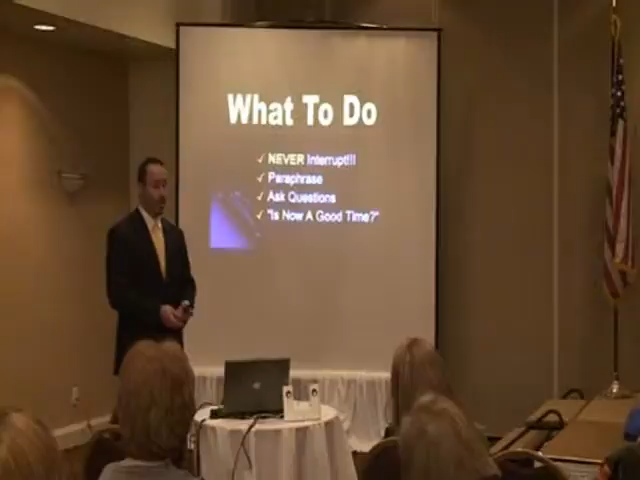 What To Do
✓ NEVER Interrupt!!!
✓ Paraphrase
✓ Ask Questions
✓ "Is Now A Good Time?"